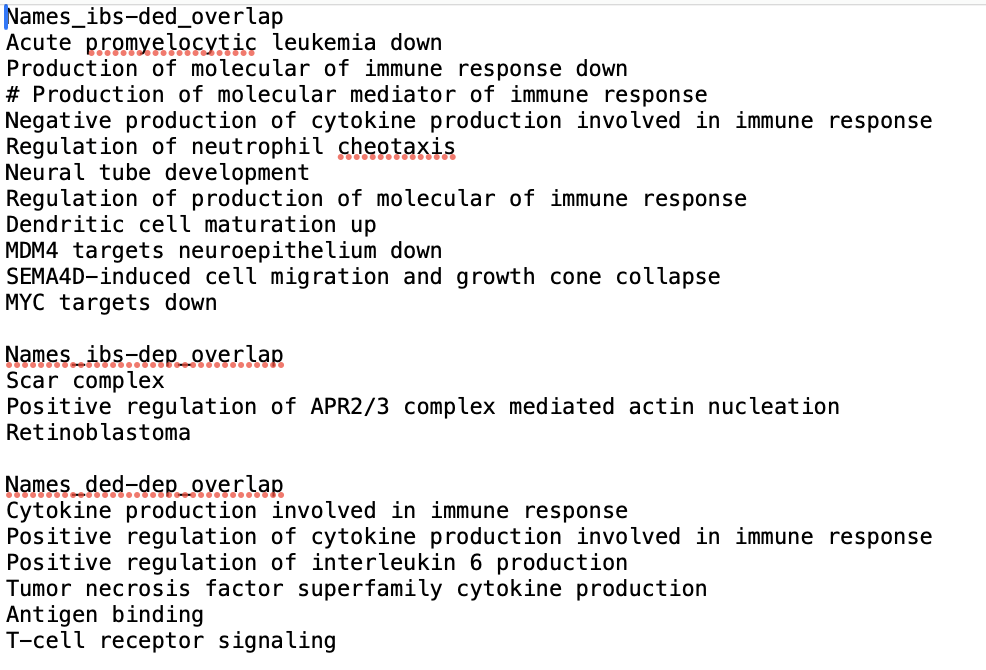 Names_ibs-ded_overlap
Acute promyelocytic leukemia down
Production of molecular of immune response down
# Production of molecular mediator of immune response
Negative production of cytokine production involved in immune response
Regulation of neutrophil cheotaxis
Neural tube development
Regulation of production of molecular of immune response
Dendritic cell maturation up
MDM4 targets neuroepithelium down
SEMA4D-induced cell migration and growth cone collapse
MYC targets down
Names_ibs-dep_overlap
Scar complex
Positive regulation of APR2/3 complex mediated actin nucleation
Retinoblastoma
Names_ded-dep_overlap
Cytokine production involved in immune response
Positive regulation of cytokine production involved in immune response
Positive regulation of interleukin 6 production
Tumor necrosis factor superfamily cytokine production
Antigen binding
T-cell receptor signaling